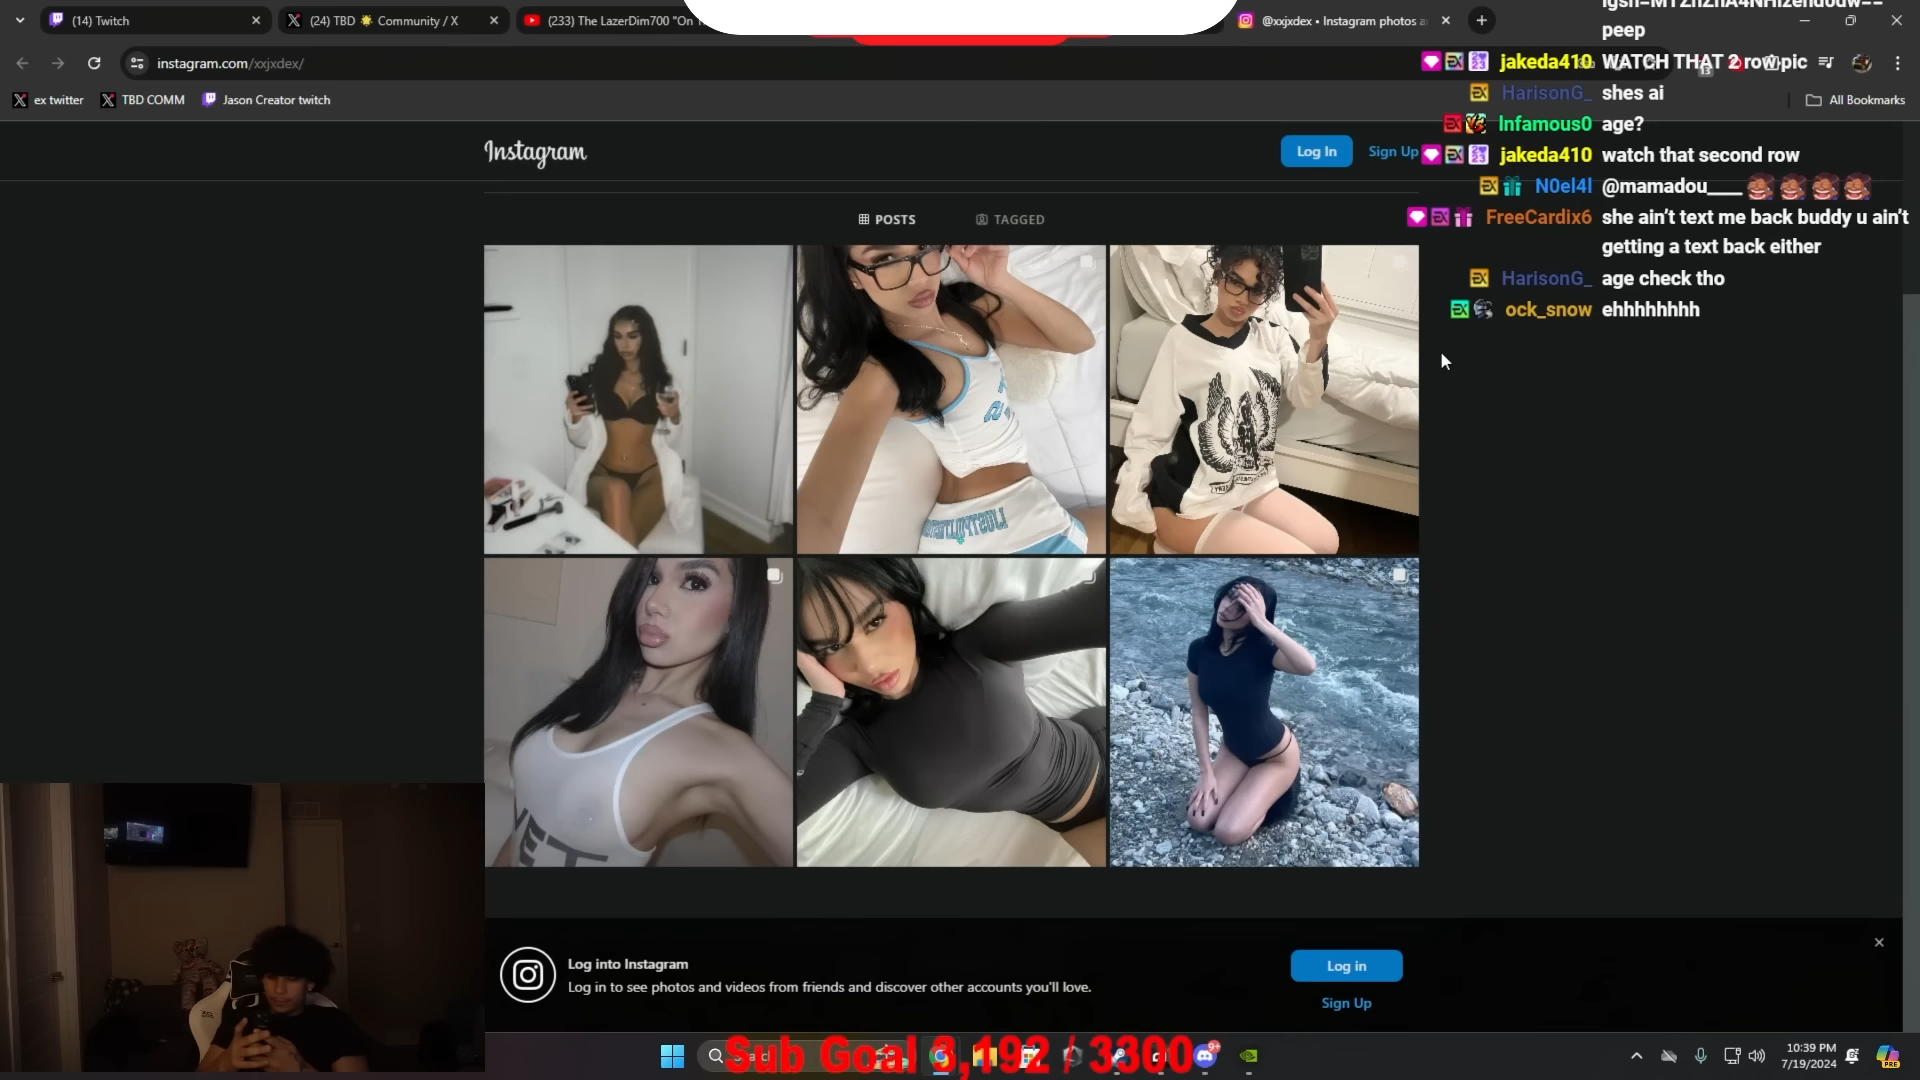 (14) Twitch
(24) TBD ☀️ Community / X
(233) The LazerDim700 "On
@xxjxdex • Instagram photos a
instagram.com/xxjxdex/
ex twitter
TBD COMM
Jason Creator twitch
All Bookmarks
peep
jakeda410 WATCH THAT 2 row pic
HarisonG_ shes ai
Infamous0 age?
jakeda410 watch that second row
N0el4l @mamadou____
FreeCardix6 she ain't text me back buddy u ain't
getting a text back either
HarisonG_ age check tho
ock_snow ehhhhhhhh
Instagram
Log In
Sign Up
POSTS
TAGGED
Log into Instagram
Log in to see photos and videos from friends and discover other accounts you'll love.
Log in
Sign Up
Sub Goal 3,192 / 3300
10:39 PM
7/19/2024